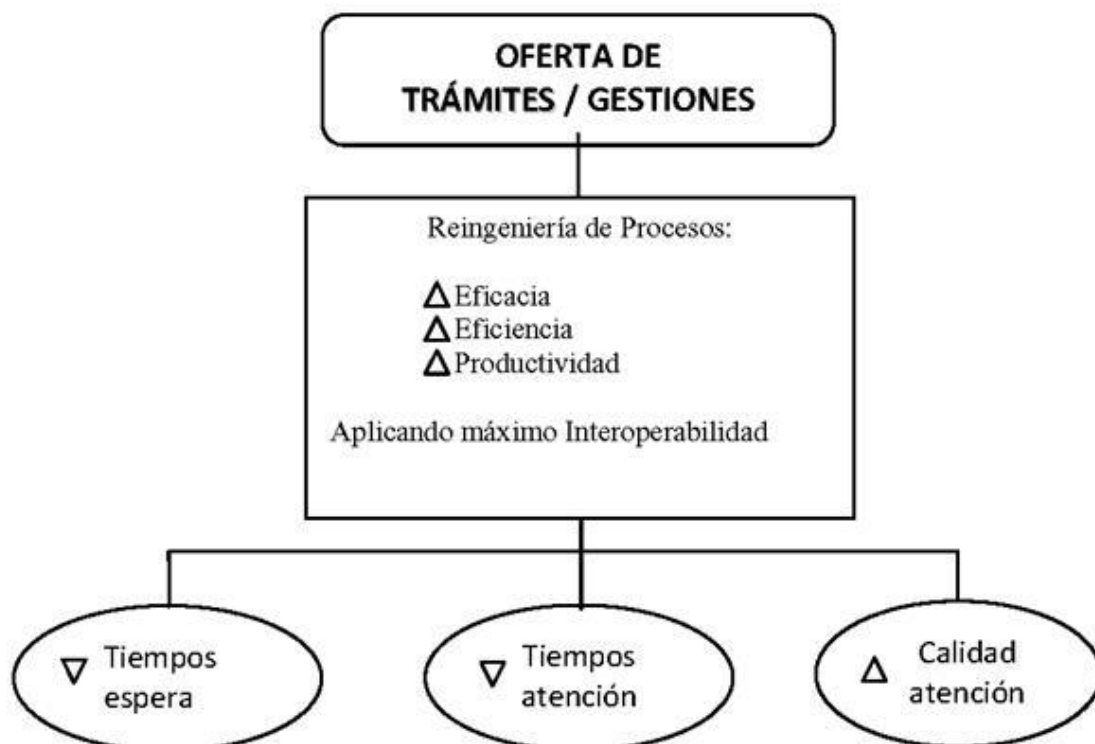 OFERTA DE
TRÁMITES / GESTIONES
Reingeniería de Procesos:
△ Eficacia
△ Eficiencia
△ Productividad
Aplicando máximo Interoperabilidad
▽ Tiempos
espera
▽ Tiempos
atención
△ Calidad
atención